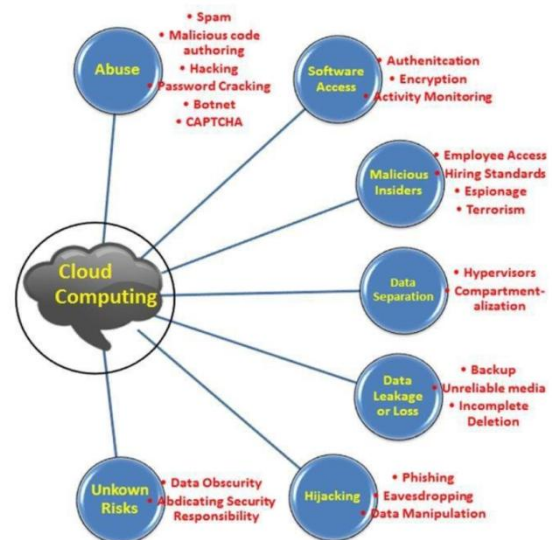 Abuse
• Spam
• Malicious code
authoring
• Hacking
• Password Cracking
• Botnet
• CAPTCHA
Software
Access
• Authenitcation
• Encryption
• Activity Monitoring
Malicious
Insiders
• Employee Access
• Hiring Standards
• Espionage
• Terrorism
Cloud
Computing
Data
Separation
• Hypervisors
• Compartment-
alization
Data
Leakage
or Loss
• Backup
• Unreliable media
• Incomplete
Deletion
Unkown
Risks
• Data Obscurity
• Abdicating Security
Responsibility
Hijacking
• Phishing
• Eavesdropping
• Data Manipulation